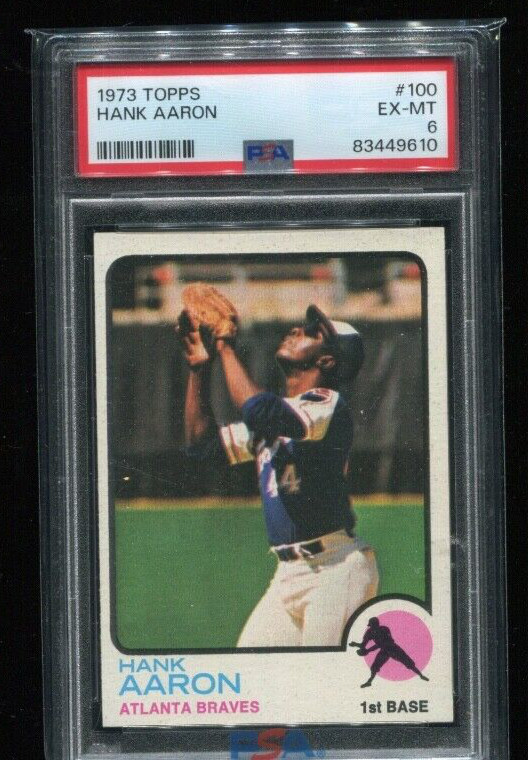 1973 TOPPS #100
HANK AARON EX-MT
6
PSA 83449610
4
HANK
AARON
ATLANTA BRAVES 1st BASE
PSA